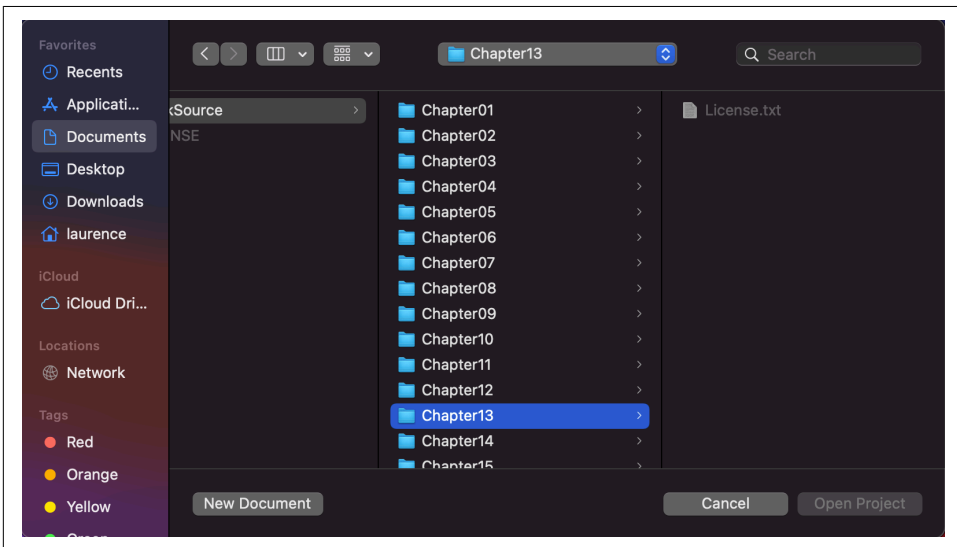 Favorites
Recents
Applicati...
Documents
Desktop
Downloads
laurence
iCloud
iCloud Dri...
Locations
Network
Tags
Red
Orange
Yellow
Green
Chapter13
Search
kSource
NSE
Chapter01
Chapter02
Chapter03
Chapter04
Chapter05
Chapter06
Chapter07
Chapter08
Chapter09
Chapter10
Chapter11
Chapter12
Chapter13
Chapter14
Chapter15
License.txt
New Document
Cancel
Open Project